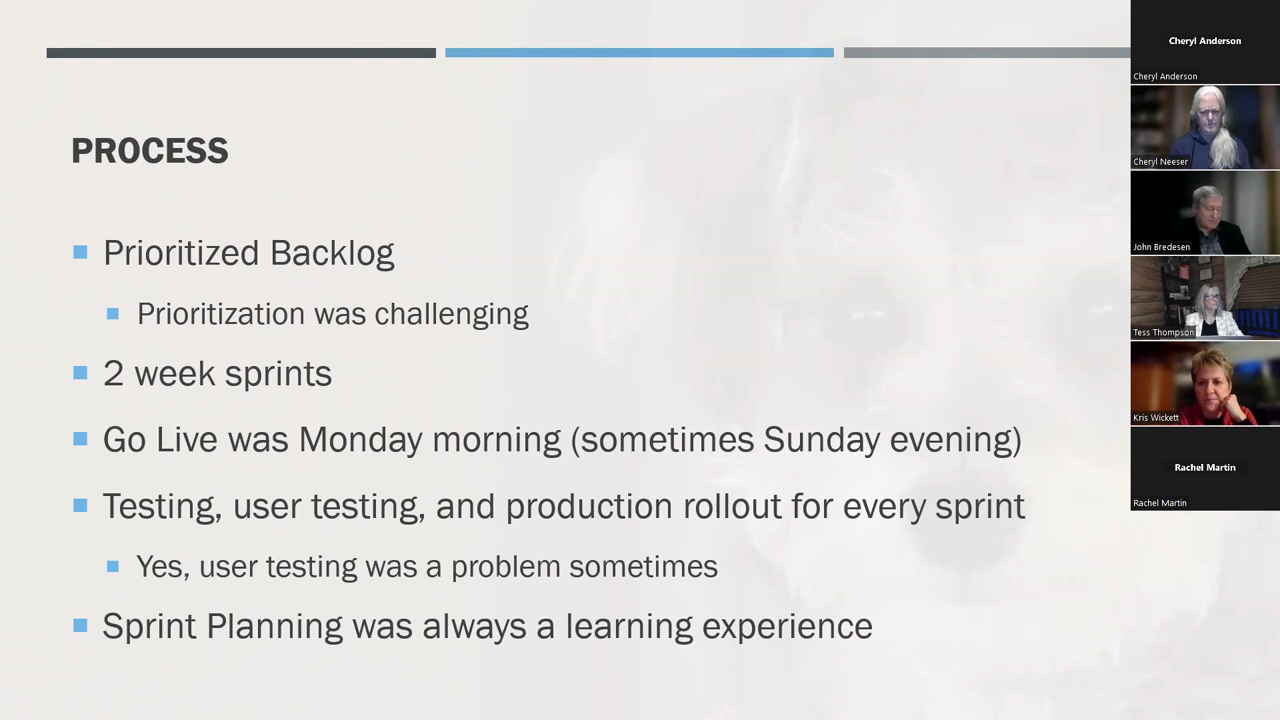 PROCESS
Prioritized Backlog
Prioritization was challenging
2 week sprints
Go Live was Monday morning (sometimes Sunday evening)
Testing, user testing, and production rollout for every sprint
Yes, user testing was a problem sometimes
Sprint Planning was always a learning experience
Cheryl Anderson
Cheryl Anderson
Cheryl Neeser
John Bredesen
Tess Thompson
Kris Wickett
Rachel Martin
Rachel Martin